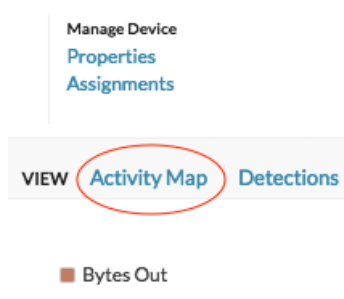 Manage Device
Properties
Assignments
VIEW Activity Map Detections
Bytes Out